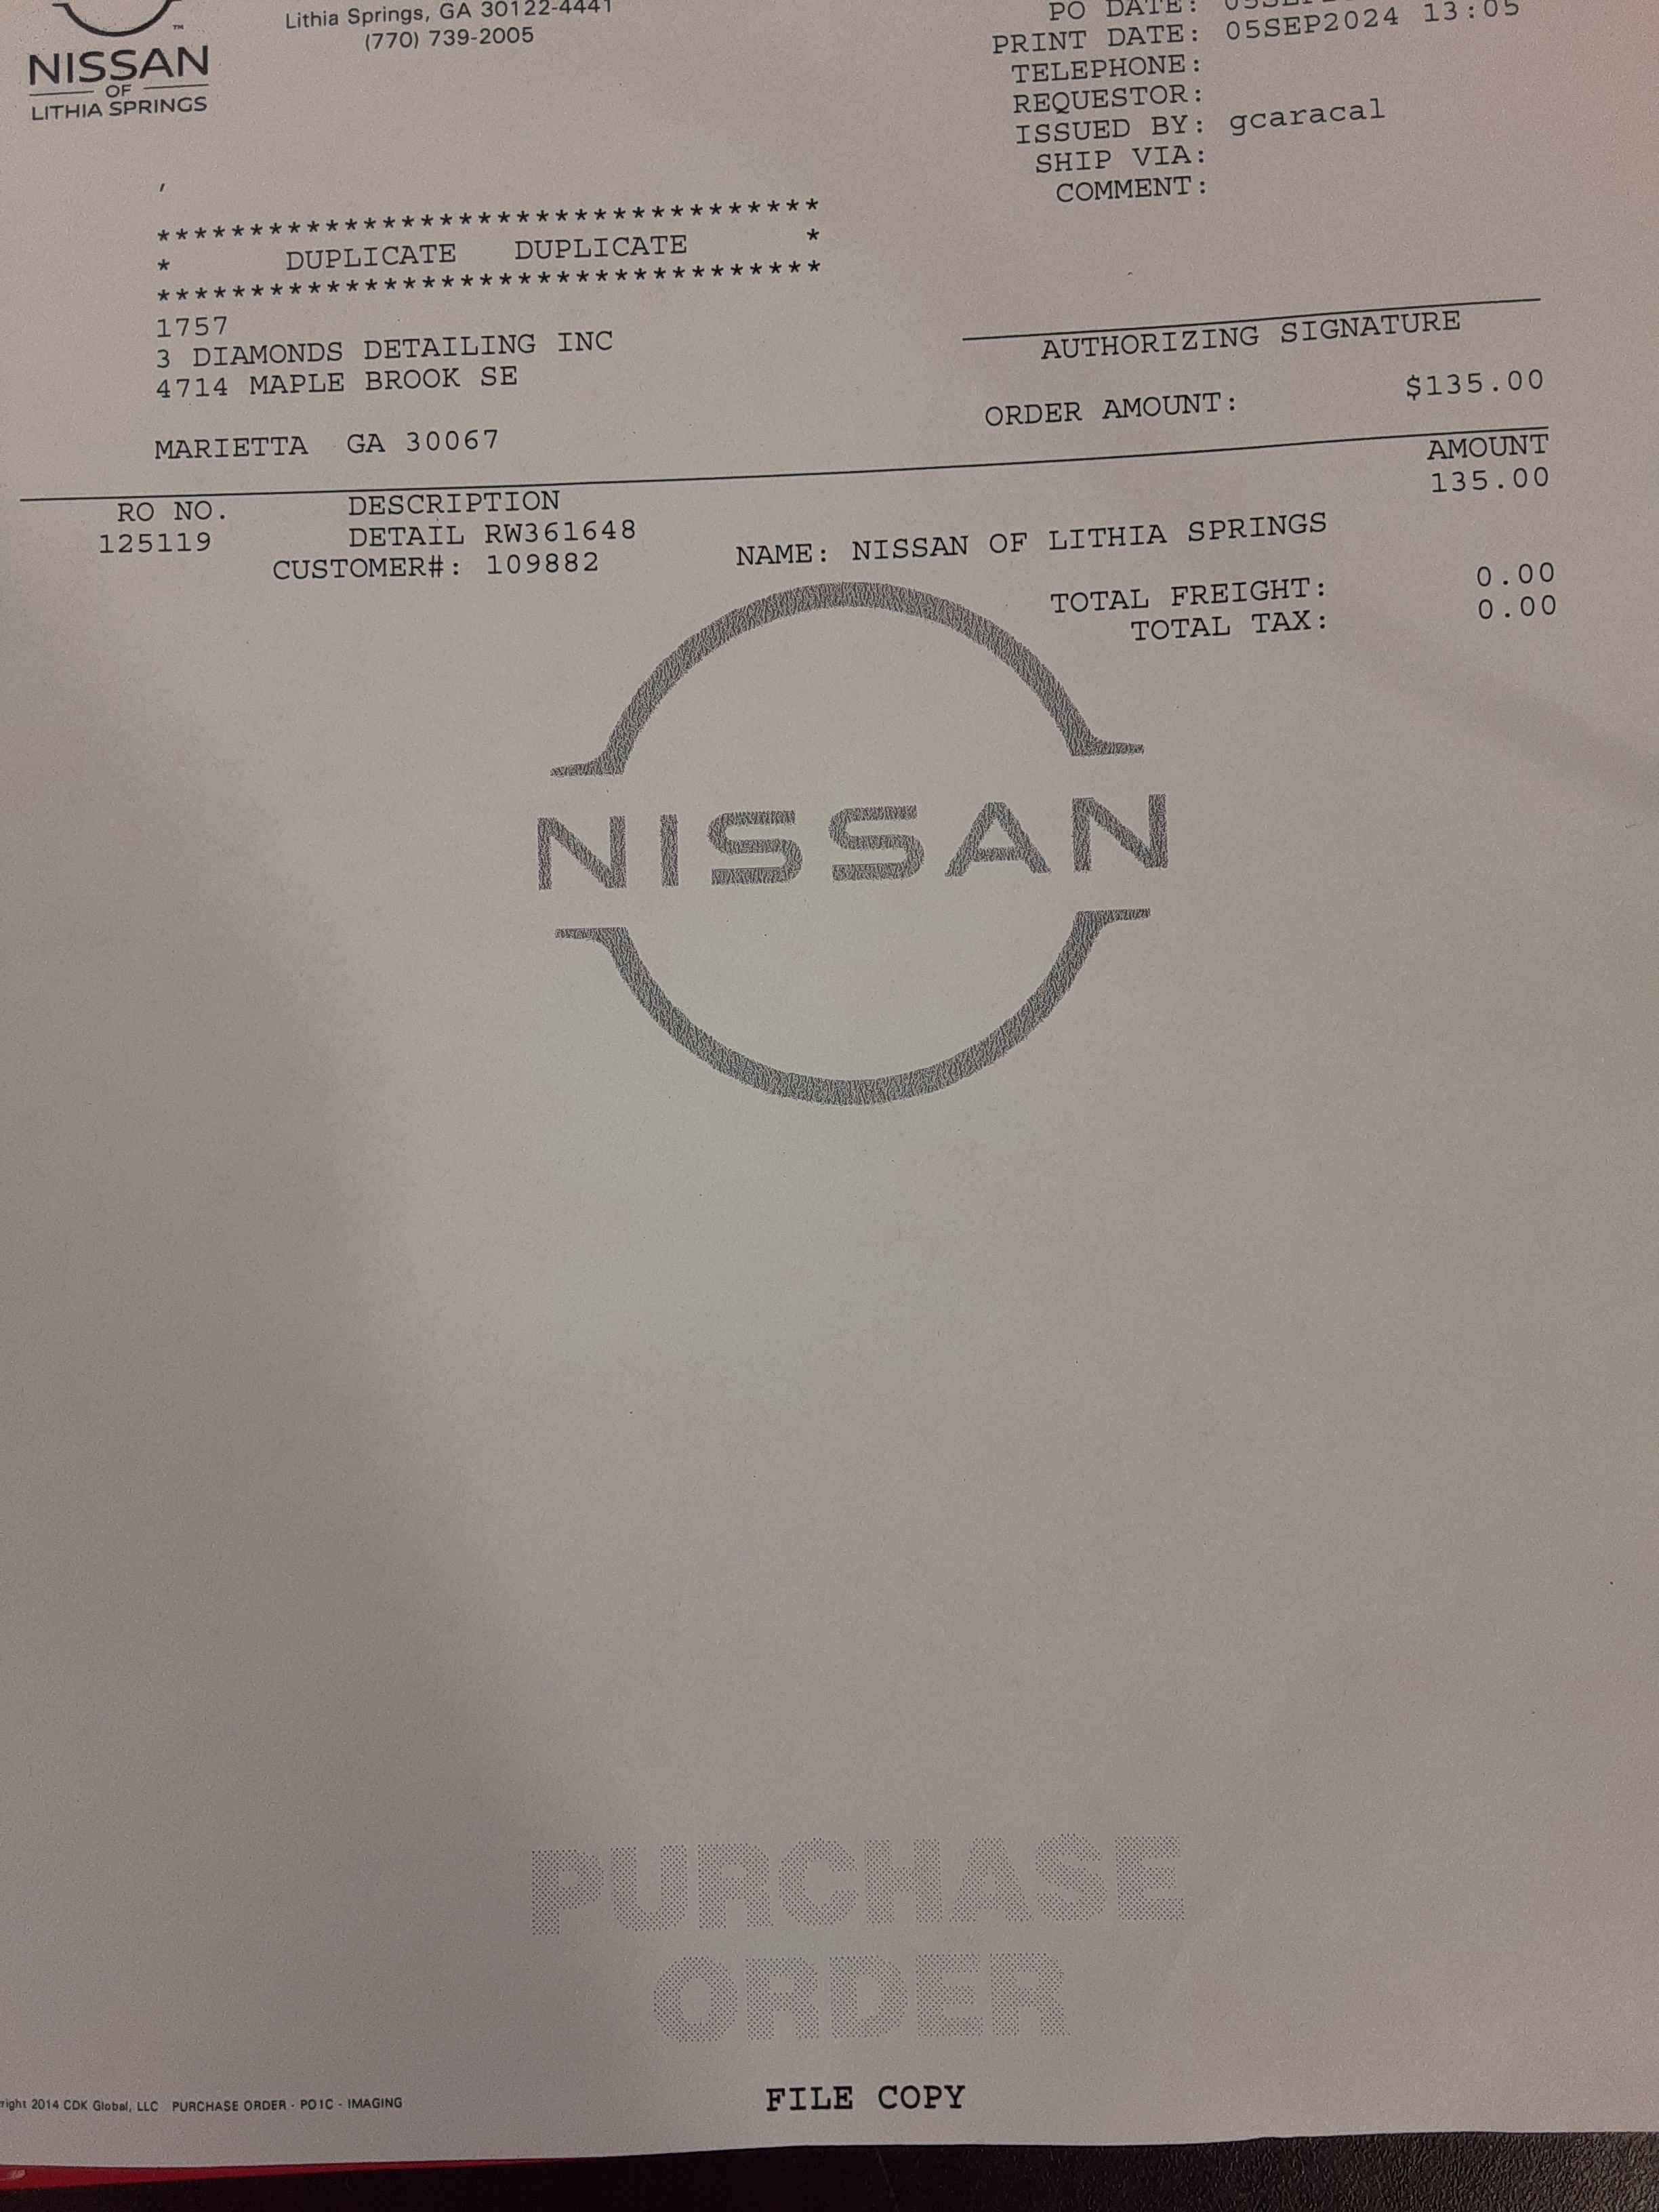 NISSAN
OF
LITHIA SPRINGS
Lithia Springs, GA 30122-4441
(770) 739-2005
PO DATE:
PRINT DATE: 05SEP2024 13:05
TELEPHONE:
REQUESTOR:
ISSUED BY: gcaracal
SHIP VIA:
COMMENT:
,
************************************
* DUPLICATE DUPLICATE *
************************************
1757
3 DIAMONDS DETAILING INC
4714 MAPLE BROOK SE
MARIETTA GA 30067
AUTHORIZING SIGNATURE
ORDER AMOUNT: $135.00
RO NO. DESCRIPTION AMOUNT
125119 DETAIL RW361648 135.00
CUSTOMER#: 109882 NAME: NISSAN OF LITHIA SPRINGS
TOTAL FREIGHT: 0.00
TOTAL TAX: 0.00
NISSAN
PURCHASE
ORDER
FILE COPY
2014 CDK Global, LLC PURCHASE ORDER - PO1C - IMAGING